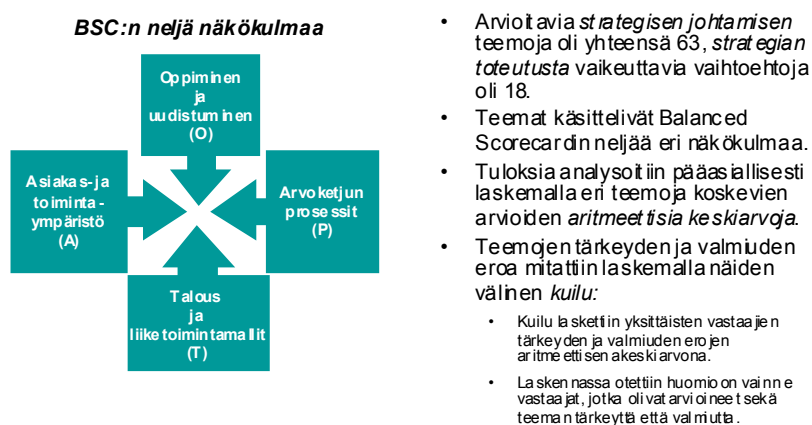 BSC:n neljä näkökulmaa
Oppiminen
ja
uudistuminen
(O)
Asiakas- ja
toiminta-
ympäristö
(A)
Arvoketjun
prosessit
(P)
Talous
ja
liiketoimintamallit
(T)
• Arvioitavia strategisen johtamisen
teemoja oli yhteensä 63, strategian
toteutusta vaikeuttavia vaihtoehtoja
oli 18.
• Teemat käsittelivät Balanced
Scorecardin neljää eri näkökulmaa.
• Tuloksia analysoitiin pääasiallisesti
laskemalla eri teemoja koskevien
arvioiden aritmeettisia keskiarvoja.
• Teemojen tärkeyden ja valmiuden
eroa mitattiin laskemalla näiden
välinen kuilu:
• Kuilu laskettiin yksittäisten vastaajien
tärkeyden ja valmiuden erojen
aritmeettisena keskiarvona.
• Laskennassa otettiin huomioon vain ne
vastaajat, jotka olivat arvioineet sekä
teeman tärkeyttä että valmiutta.